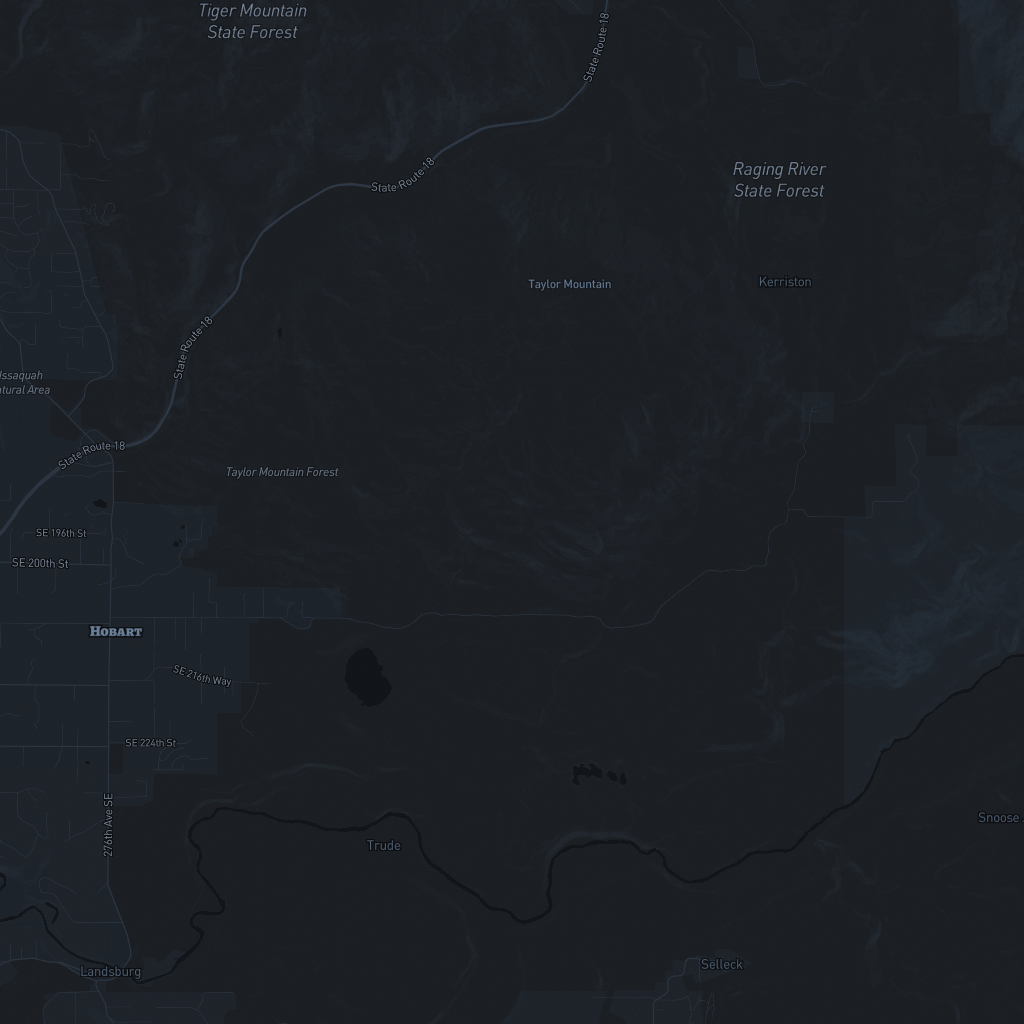 Tiger Mountain
State Forest
State Route 18
State Route 18
Raging River
State Forest
Taylor Mountain
Kerriston
State Route 18
Issaquah
State Route 18
Taylor Mountain Forest
SE 196th St
SE 200th St
Hobart
SE 216th Way
SE 224th St
276th Ave SE
Snoose
Trude
Selleck
Landsburg